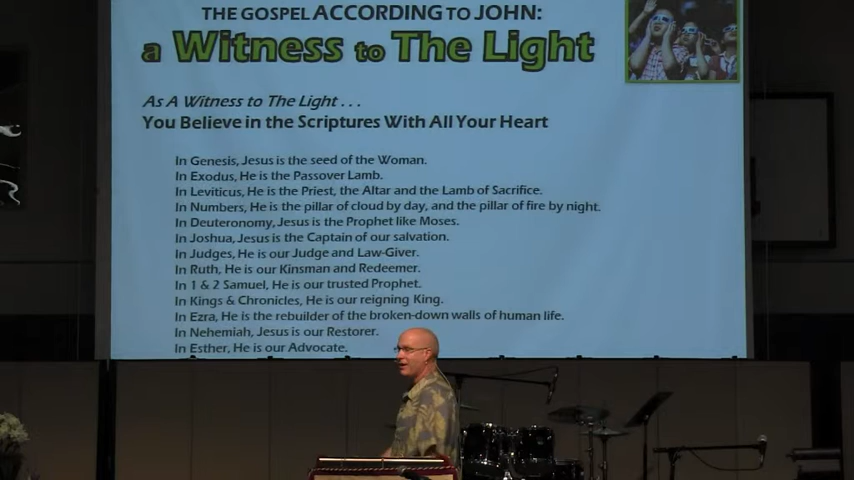 THE GOSPEL ACCORDING TO JOHN:
a Witness to The Light
As A Witness to The Light . . .
You Believe in the Scriptures With All Your Heart
In Genesis, Jesus is the seed of the Woman.
In Exodus, He is the Passover Lamb.
In Leviticus, He is the Priest, the Altar and the Lamb of Sacrifice.
In Numbers, He is the pillar of cloud by day, and the pillar of fire by night.
In Deuteronomy, Jesus is the Prophet like Moses.
In Joshua, Jesus is the Captain of our salvation.
In Judges, He is our Judge and Law-Giver.
In Ruth, He is our Kinsman and Redeemer.
In 1 & 2 Samuel, He is our trusted Prophet.
In Kings & Chronicles, He is our reigning King.
In Ezra, He is the rebuilder of the broken-down walls of human life.
In Nehemiah, Jesus is our Restorer.
In Esther, He is our Advocate.